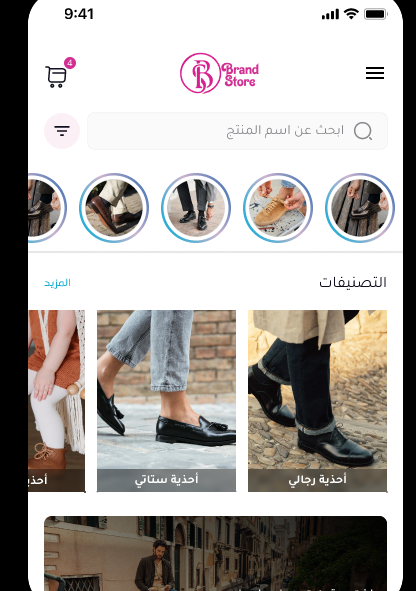 9:41
4
Brand
Store
ابحث عن اسم المنتج
التصنيفات
المزيد
أحذية رجالي
أحذية ستاتي